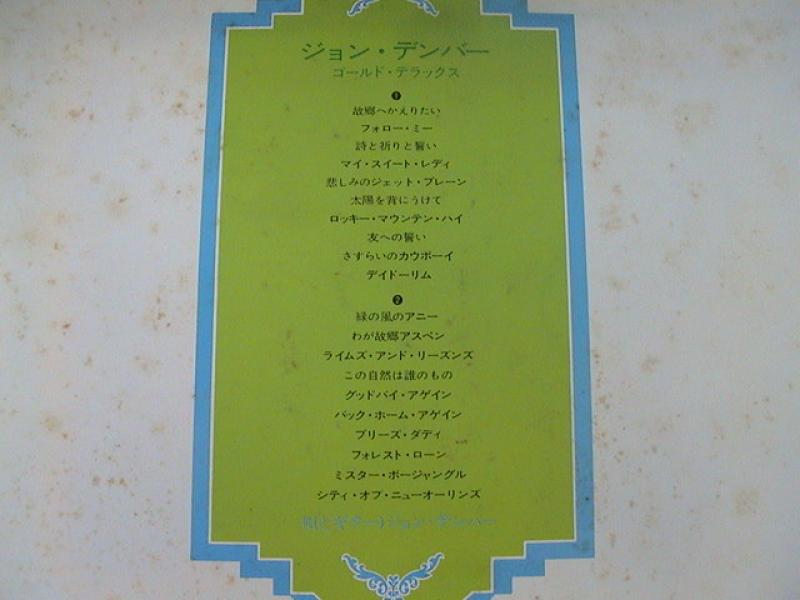 ジョン・デンバー
ゴールド・デラックス
❶
故郷へかえりたい
フォロー・ミー
詩と祈りと誓い
マイ・スイート・レディ
悲しみのジェット・プレーン
太陽を背にうけて
ロッキー・マウンテン・ハイ
友への誓い
さすらいのカウボーイ
デイドーリム
❷
緑の風のアニー
わが故郷アスペン
ライムズ・アンド・リーズンズ
この自然は誰のもの
グッドバイ・アゲイン
バック・ホーム・アゲイン
プリーズ・ダディ
フォレスト・ローン
ミスター・ボージャングル
シティ・オブ・ニューオーリンズ
ジョン・デンバー